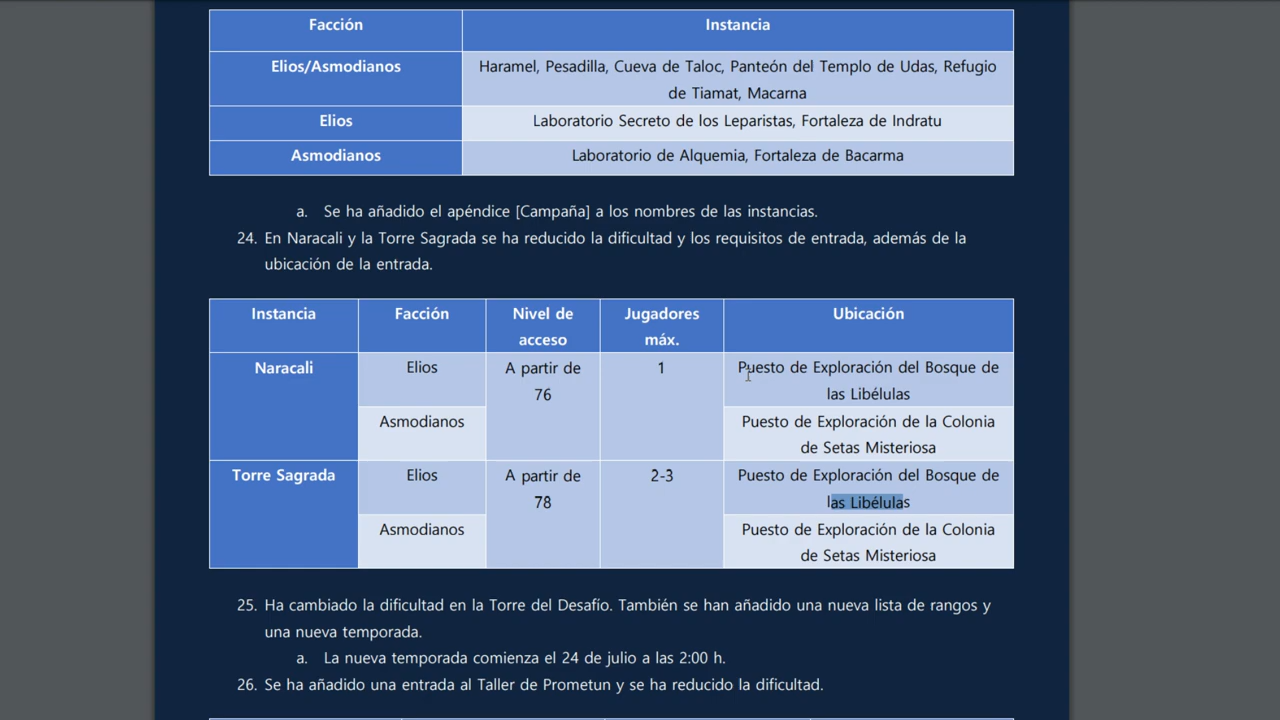 Facción Instancia
Elios/Asmodianos Haramel, Pesadilla, Cueva de Taloc, Panteón del Templo de Udas, Refugio
de Tiamat, Macarna
Elios Laboratorio Secreto de los Leparistas, Fortaleza de Indratu
Asmodianos Laboratorio de Alquemia, Fortaleza de Bacarma
a. Se ha añadido el apéndice [Campaña] a los nombres de las instancias.
24. En Naracali y la Torre Sagrada se ha reducido la dificultad y los requisitos de entrada, además de la
ubicación de la entrada.
Instancia Facción Nivel de Jugadores Ubicación
acceso máx.
Naracali Elios A partir de 1 Puesto de Exploración del Bosque de
76 las Libélulas
Asmodianos Puesto de Exploración de la Colonia
de Setas Misteriosa
Torre Sagrada Elios A partir de 2-3 Puesto de Exploración del Bosque de
78 las Libélulas
Asmodianos Puesto de Exploración de la Colonia
de Setas Misteriosa
25. Ha cambiado la dificultad en la Torre del Desafío. También se han añadido una nueva lista de rangos y
una nueva temporada.
a. La nueva temporada comienza el 24 de julio a las 2:00 h.
26. Se ha añadido una entrada al Taller de Prometun y se ha reducido la dificultad.